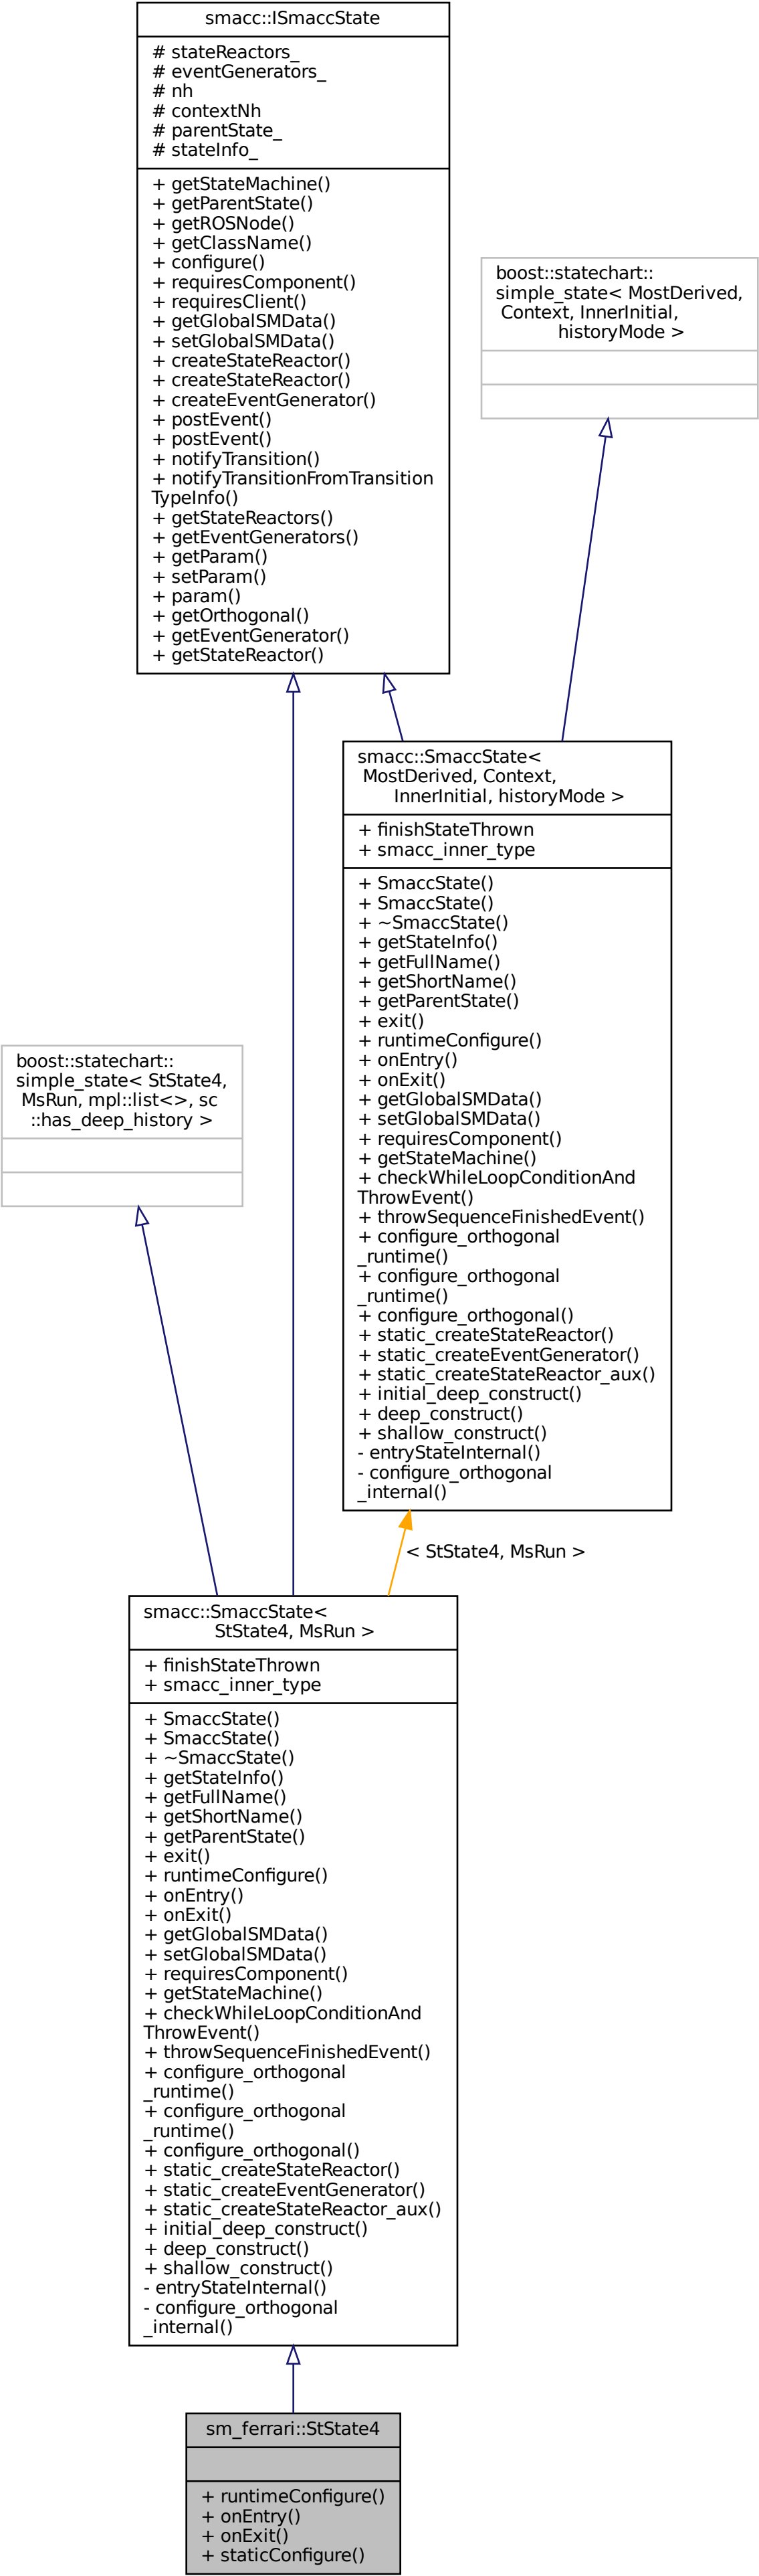 smacc::ISmaccState
# stateReactors_
# eventGenerators_
# nh
# contextNh
# parentState_
# stateInfo_
+ getStateMachine()
+ getParentState()
+ getROSNode()
+ getClassName()
+ configure()
+ requiresComponent()
+ requiresClient()
+ getGlobalSMData()
+ setGlobalSMData()
+ createStateReactor()
+ createStateReactor()
+ createEventGenerator()
+ postEvent()
+ postEvent()
+ notifyTransition()
+ notifyTransitionFromTransition
TypeInfo()
+ getStateReactors()
+ getEventGenerators()
+ getParam()
+ setParam()
+ param()
+ getOrthogonal()
+ getEventGenerator()
+ getStateReactor()
boost::statechart::
simple_state< MostDerived,
Context, InnerInitial,
historyMode >
smacc::SmaccState<
MostDerived, Context,
InnerInitial, historyMode >
+ finishStateThrown
+ smacc_inner_type
+ SmaccState()
+ SmaccState()
+ ~SmaccState()
+ getStateInfo()
+ getFullName()
+ getShortName()
+ getParentState()
+ exit()
+ runtimeConfigure()
+ onEntry()
+ onExit()
+ getGlobalSMData()
+ setGlobalSMData()
+ requiresComponent()
+ getStateMachine()
+ checkWhileLoopConditionAnd
ThrowEvent()
+ throwSequenceFinishedEvent()
+ configure_orthogonal
_runtime()
+ configure_orthogonal
_runtime()
+ configure_orthogonal()
+ static_createStateReactor()
+ static_createEventGenerator()
+ static_createStateReactor_aux()
+ initial_deep_construct()
+ deep_construct()
+ shallow_construct()
- entryStateInternal()
- configure_orthogonal
_internal()
boost::statechart::
simple_state< StState4,
MsRun, mpl::list<>, sc
::has_deep_history >
< StState4, MsRun >
smacc::SmaccState<
StState4, MsRun >
+ finishStateThrown
+ smacc_inner_type
+ SmaccState()
+ SmaccState()
+ ~SmaccState()
+ getStateInfo()
+ getFullName()
+ getShortName()
+ getParentState()
+ exit()
+ runtimeConfigure()
+ onEntry()
+ onExit()
+ getGlobalSMData()
+ setGlobalSMData()
+ requiresComponent()
+ getStateMachine()
+ checkWhileLoopConditionAnd
ThrowEvent()
+ throwSequenceFinishedEvent()
+ configure_orthogonal
_runtime()
+ configure_orthogonal
_runtime()
+ configure_orthogonal()
+ static_createStateReactor()
+ static_createEventGenerator()
+ static_createStateReactor_aux()
+ initial_deep_construct()
+ deep_construct()
+ shallow_construct()
- entryStateInternal()
- configure_orthogonal
_internal()
sm_ferrari::StState4
+ runtimeConfigure()
+ onEntry()
+ onExit()
+ staticConfigure()